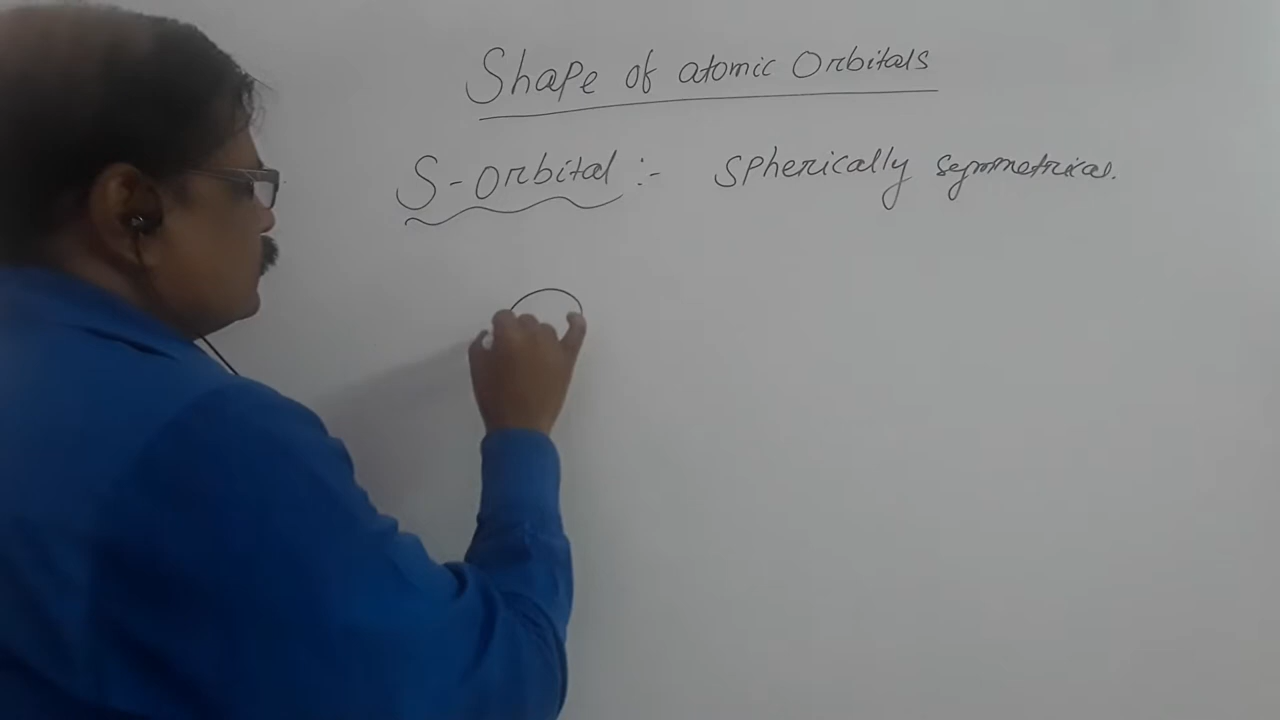 Shape of atomic Orbitals
S-orbital :- Spherically symmetrical.